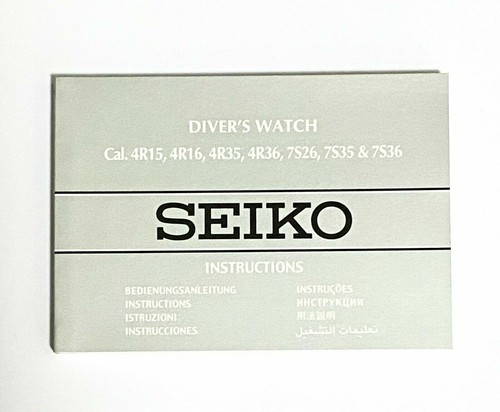 DIVER'S WATCH
Cal. 4R15, 4R16, 4R35, 4R36, 7S26, 7S35 & 7S36
SEIKO
INSTRUCTIONS
BEDIENUNGSANLEITUNG
INSTRUCTIONS
ISTRUZIONI
INSTRUCCIONES
INSTRUÇÕES
ИНСТРУКЦИИ
用法說明
تعليمات التشغيل